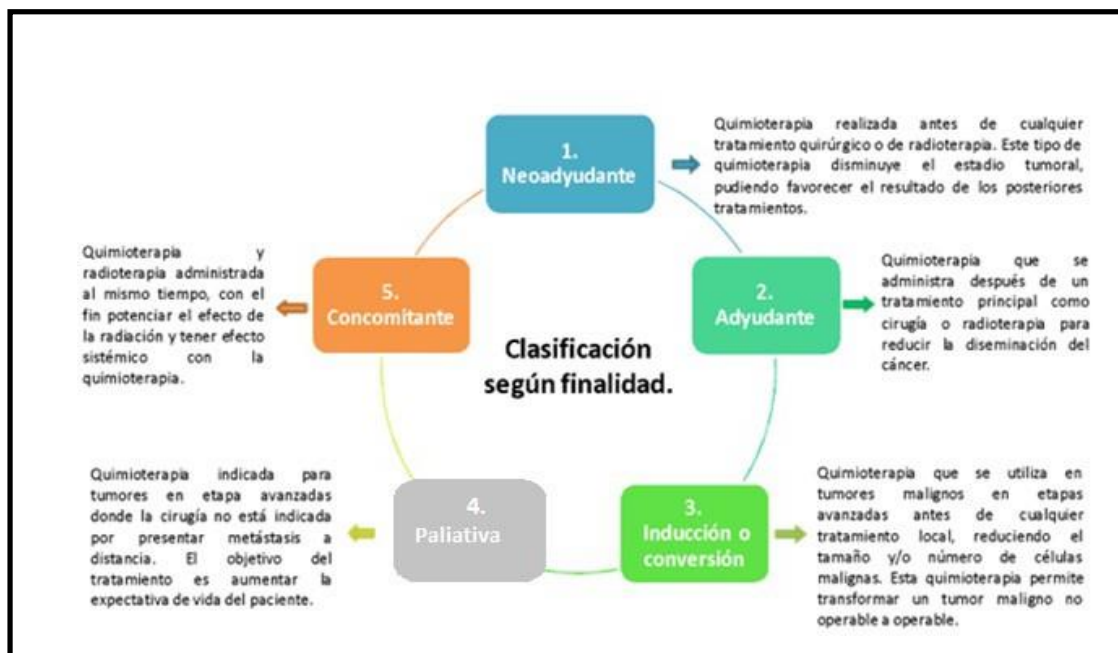 1.
Neoadyudante
Quimioterapia realizada antes de cualquier
tratamiento quirúrgico o de radioterapia. Este tipo de
quimioterapia disminuye el estadio tumoral,
pudiendo favorecer el resultado de los posteriores
tratamientos.
2.
Adyudante
Quimioterapia que se
administra después de un
tratamiento principal como
cirugía o radioterapia para
reducir la diseminación del
cáncer.
3.
Inducción o
conversión
Quimioterapia que se utiliza en
tumores malignos en etapas
avanzadas antes de cualquier
tratamiento local, reduciendo el
tamaño y/o número de células
malignas. Esta quimioterapia permite
transformar un tumor maligno no
operable a operable.
4.
Paliativa
Quimioterapia indicada para
tumores en etapa avanzadas
donde la cirugía no está indicada
por presentar metástasis a
distancia. El objetivo del
tratamiento es aumentar la
expectativa de vida del paciente.
5.
Concomitante
Quimioterapia y
radioterapia administrada
al mismo tiempo, con el
fin potenciar el efecto de
la radiación y tener efecto
sistémico con la
quimioterapia.
Clasificación
según finalidad.